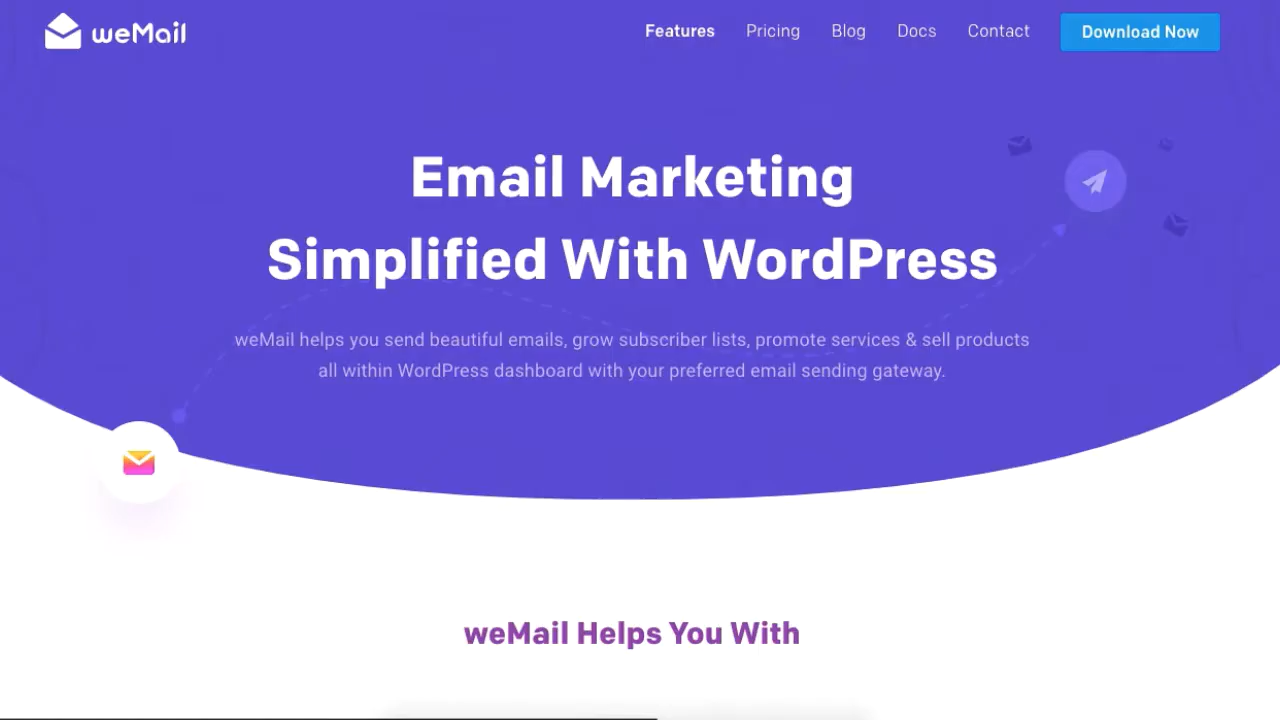 weMail
Features Pricing Blog Docs Contact Download Now
Email Marketing
Simplified With WordPress
weMail helps you send beautiful emails, grow subscriber lists, promote services & sell products
all within WordPress dashboard with your preferred email sending gateway.
weMail Helps You With